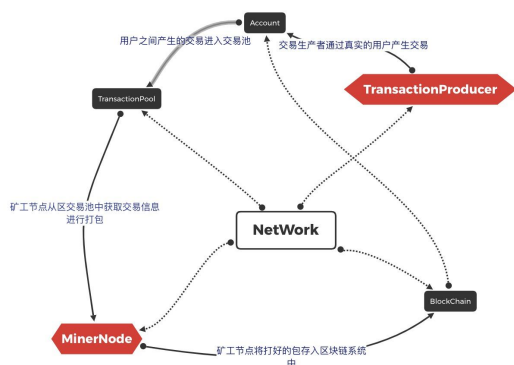 Account
用户之间产生的交易进入交易池
交易生产者通过真实的用户产生交易
TransactionProducer
TransactionPool
矿工节点从区交易池中获取交易信息
进行打包
NetWork
BlockChain
MinerNode
矿工节点将打好的包存入区块链系统
中